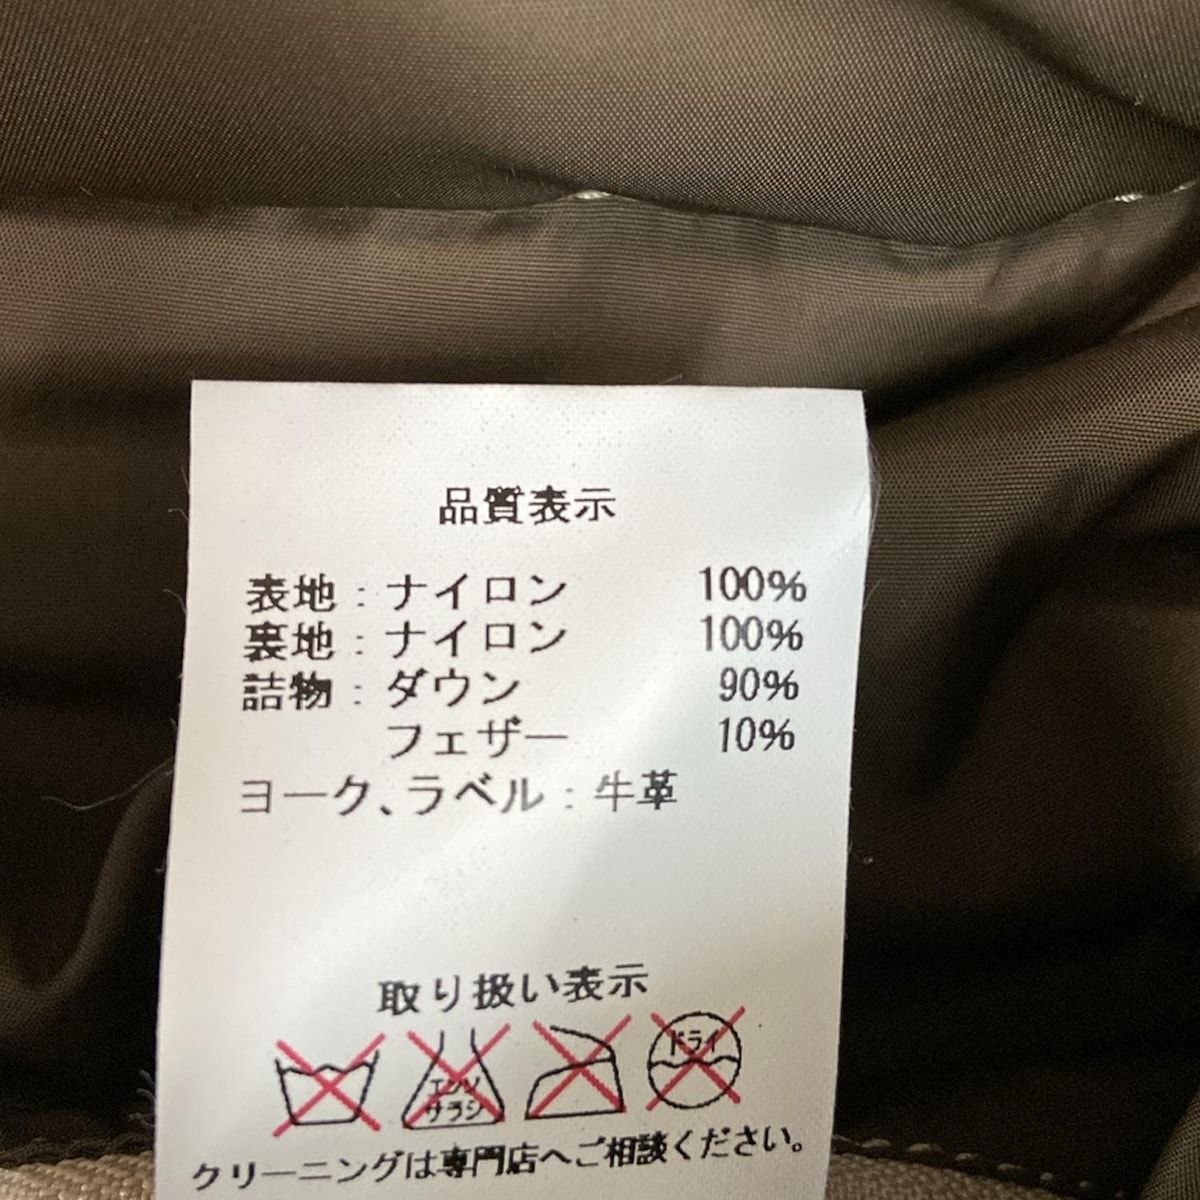 品質表示
表地：ナイロン 100%
裏地：ナイロン 100%
詰物：ダウン 90%
フェザー 10%
ヨーク、ラベル：牛革
取り扱い表示
エンソ
サラシ
ドライ
クリーニングは専門店へご相談ください。